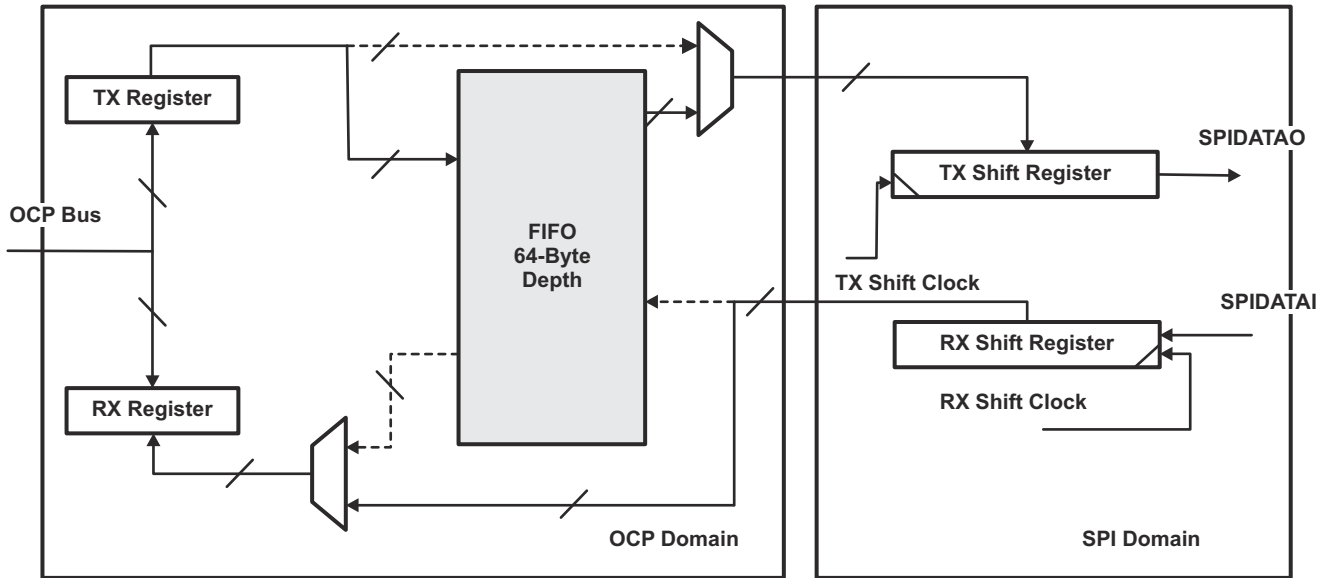 TX Register
SPIDATAO
TX Shift Register
OCP Bus
FIFO
64-Byte
Depth
TX Shift Clock
SPIDATAI
RX Shift Register
RX Register
RX Shift Clock
OCP Domain
SPI Domain